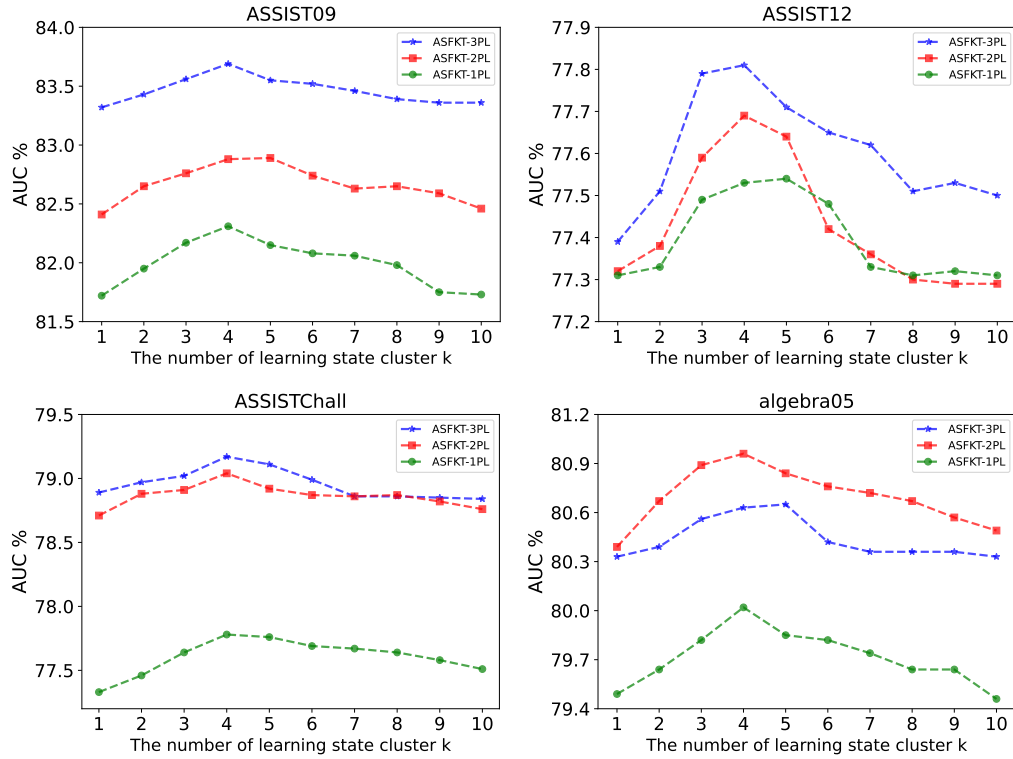 ASSIST09
84.0
83.5
83.0
82.5
82.0
81.5
AUC %
ASFKT-3PL
ASFKT-2PL
ASFKT-1PL
1 2 3 4 5 6 7 8 9 10
The number of learning state cluster k
ASSIST12
77.9
77.8
77.7
77.6
77.5
77.4
77.3
77.2
AUC %
ASFKT-3PL
ASFKT-2PL
ASFKT-1PL
1 2 3 4 5 6 7 8 9 10
The number of learning state cluster k
ASSISTChall
79.5
79.0
78.5
78.0
77.5
AUC %
ASFKT-3PL
ASFKT-2PL
ASFKT-1PL
1 2 3 4 5 6 7 8 9 10
The number of learning state cluster k
algebra05
81.2
80.9
80.6
80.3
80.0
79.7
79.4
AUC %
ASFKT-3PL
ASFKT-2PL
ASFKT-1PL
1 2 3 4 5 6 7 8 9 10
The number of learning state cluster k